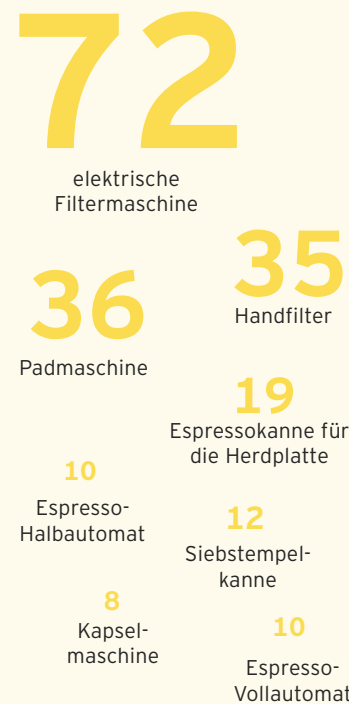 72
elektrische
Filtermaschine
35
Handfilter
36
Padmaschine
19
Espressokanne für
die Herdplatte
10
Espresso-
Halbautomat
12
Siebstempel-
kanne
8
Kapsel-
maschine
10
Espresso-
Vollautomat